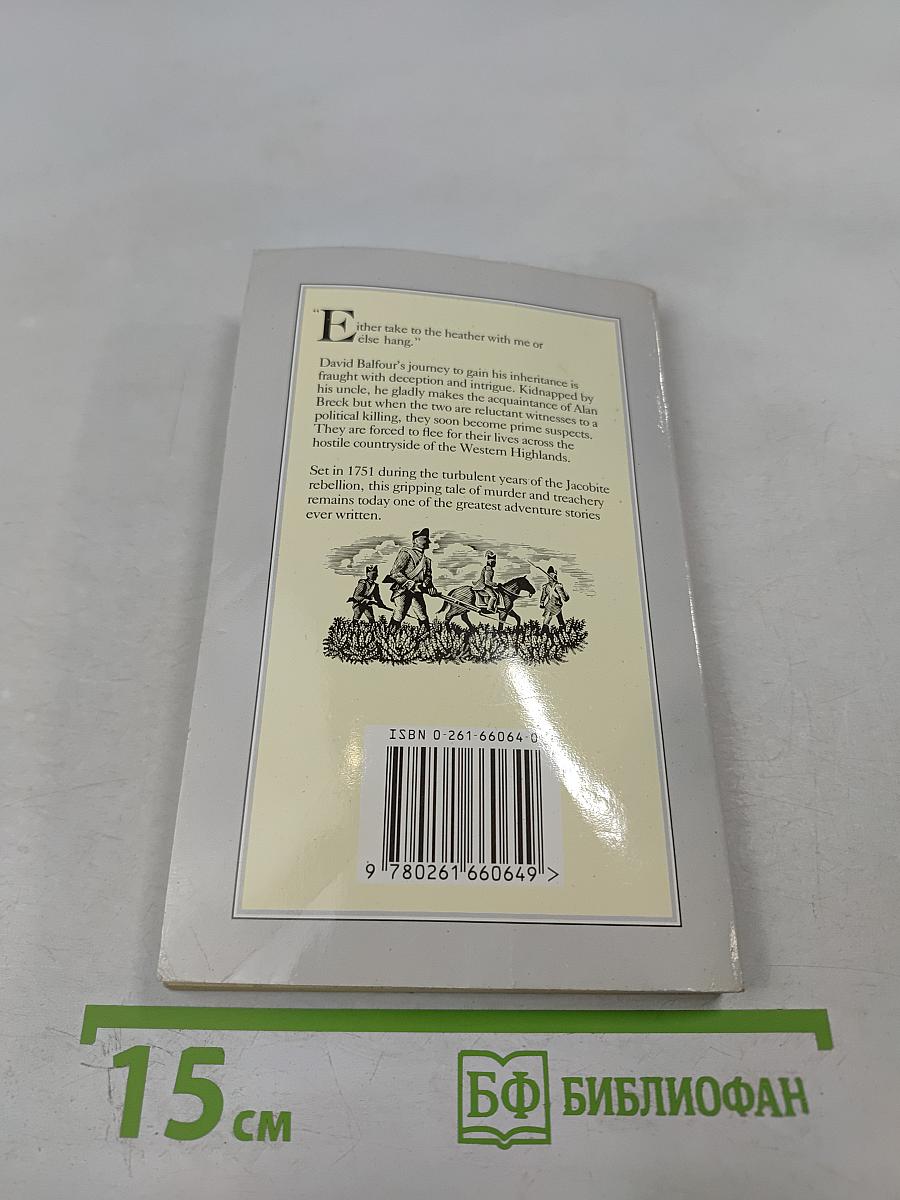 "Either take to the heather with me or
else hang."
David Balfour's journey to gain his inheritance is
fraught with deception and intrigue. Kidnapped by
his uncle, he gladly makes the acquaintance of Alan
Breck but when the two are reluctant witnesses to a
political killing, they soon become prime suspects.
They are forced to flee for their lives across the
hostile countryside of the Western Highlands.
Set in 1751 during the turbulent years of the Jacobite
rebellion, this gripping tale of murder and treachery
remains today one of the greatest adventure stories
ever written.
ISBN 0-261-66064-0
9 780261 660649 >
15 см
БФ БИБЛИОФАН